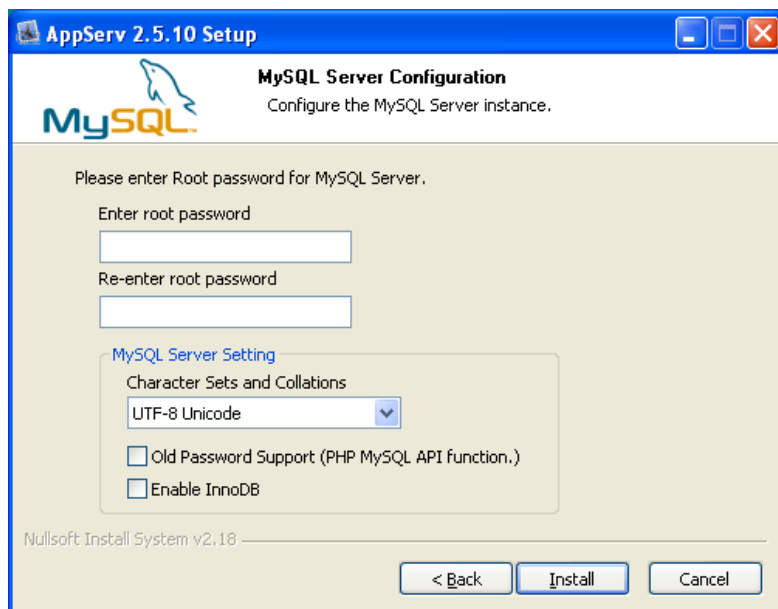 AppServ 2.5.10 Setup
MySQL
MySQL Server Configuration
Configure the MySQL Server instance.
Please enter Root password for MySQL Server.
Enter root password
Re-enter root password
MySQL Server Setting
Character Sets and Collations
UTF-8 Unicode
Old Password Support (PHP MySQL API function.)
Enable InnoDB
Nullsoft Install System v2.18
< Back
Install
Cancel